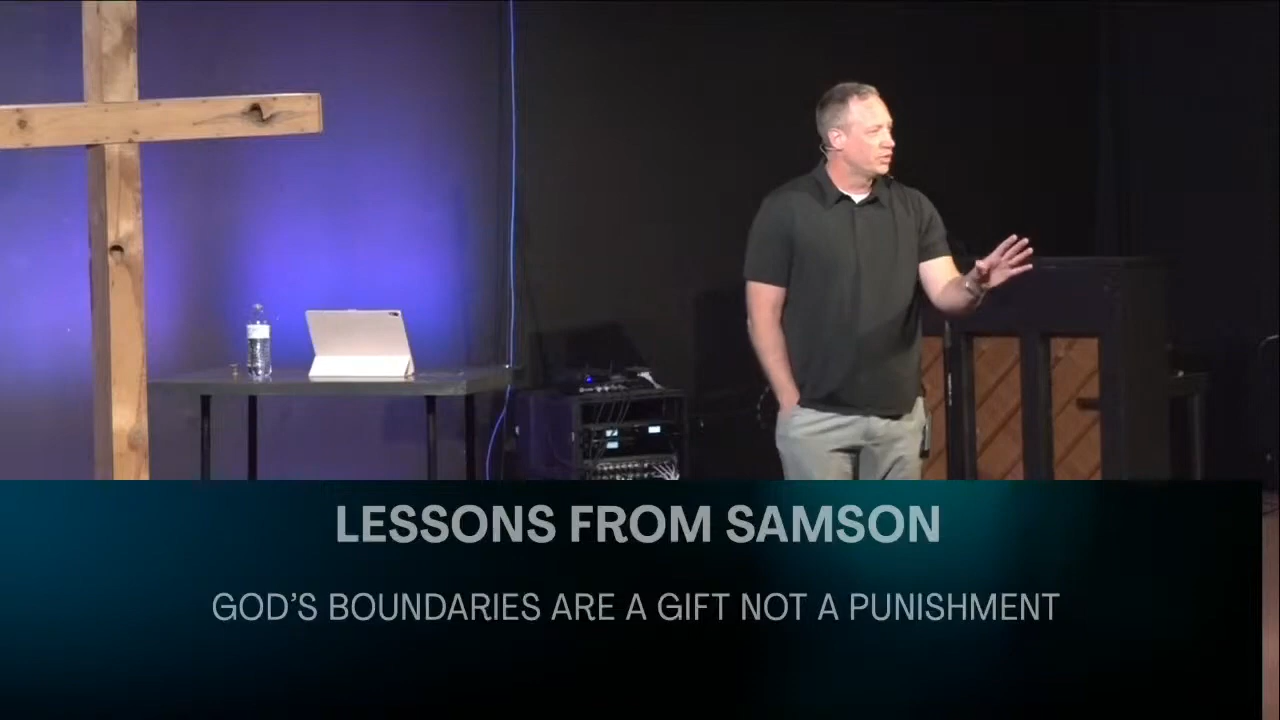 LESSONS FROM SAMSON
GOD’S BOUNDARIES ARE A GIFT NOT A PUNISHMENT